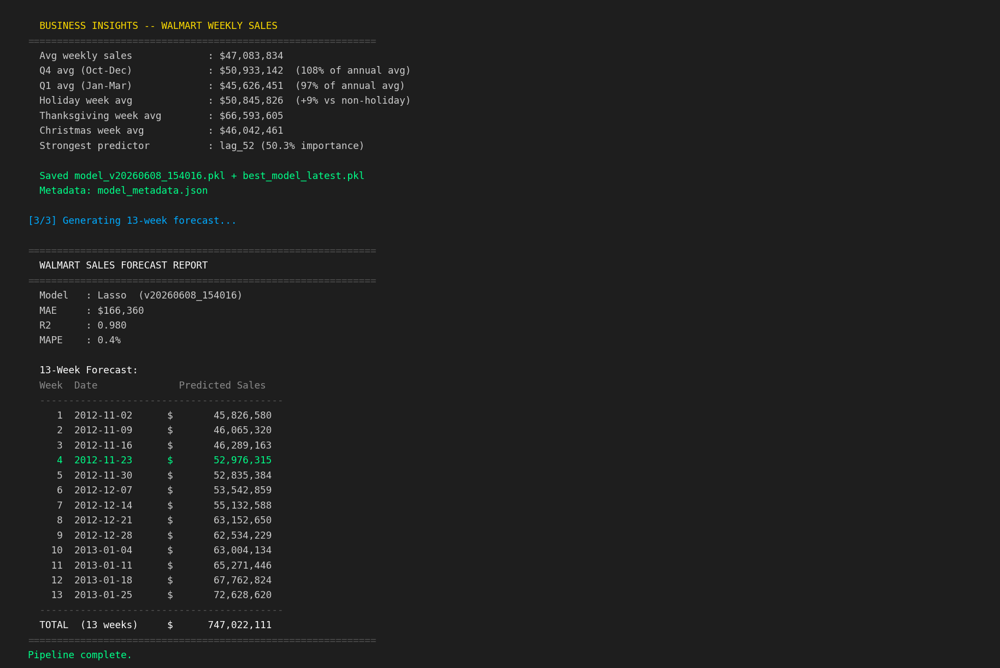 BUSINESS INSIGHTS -- WALMART WEEKLY SALES
============================================================
Avg weekly sales             : $47,083,834
Q4 avg (Oct-Dec)             : $50,933,142  (108% of annual avg)
Q1 avg (Jan-Mar)             : $45,626,451  (97% of annual avg)
Holiday week avg             : $50,845,826  (+9% vs non-holiday)
Thanksgiving week avg        : $66,593,605
Christmas week avg           : $46,042,461
Strongest predictor          : lag_52 (50.3% importance)
Saved model_v20260608_154016.pkl + best_model_latest.pkl
Metadata: model_metadata.json
[3/3] Generating 13-week forecast...
============================================================
WALMART SALES FORECAST REPORT
============================================================
Model   : Lasso  (v20260608_154016)
MAE     : $166,360
R2      : 0.980
MAPE    : 0.4%
13-Week Forecast:
Week  Date              Predicted Sales
------------------------------------------
1  2012-11-02      $       45,826,580
2  2012-11-09      $       46,065,320
3  2012-11-16      $       46,289,163
4  2012-11-23      $       52,976,315
5  2012-11-30      $       52,835,384
6  2012-12-07      $       53,542,859
7  2012-12-14      $       55,132,588
8  2012-12-21      $       63,152,650
9  2012-12-28      $       62,534,229
10  2013-01-04      $       63,004,134
11  2013-01-11      $       65,271,446
12  2013-01-18      $       67,762,824
13  2013-01-25      $       72,628,620
------------------------------------------
TOTAL  (13 weeks)     $      747,022,111
============================================================
Pipeline complete.